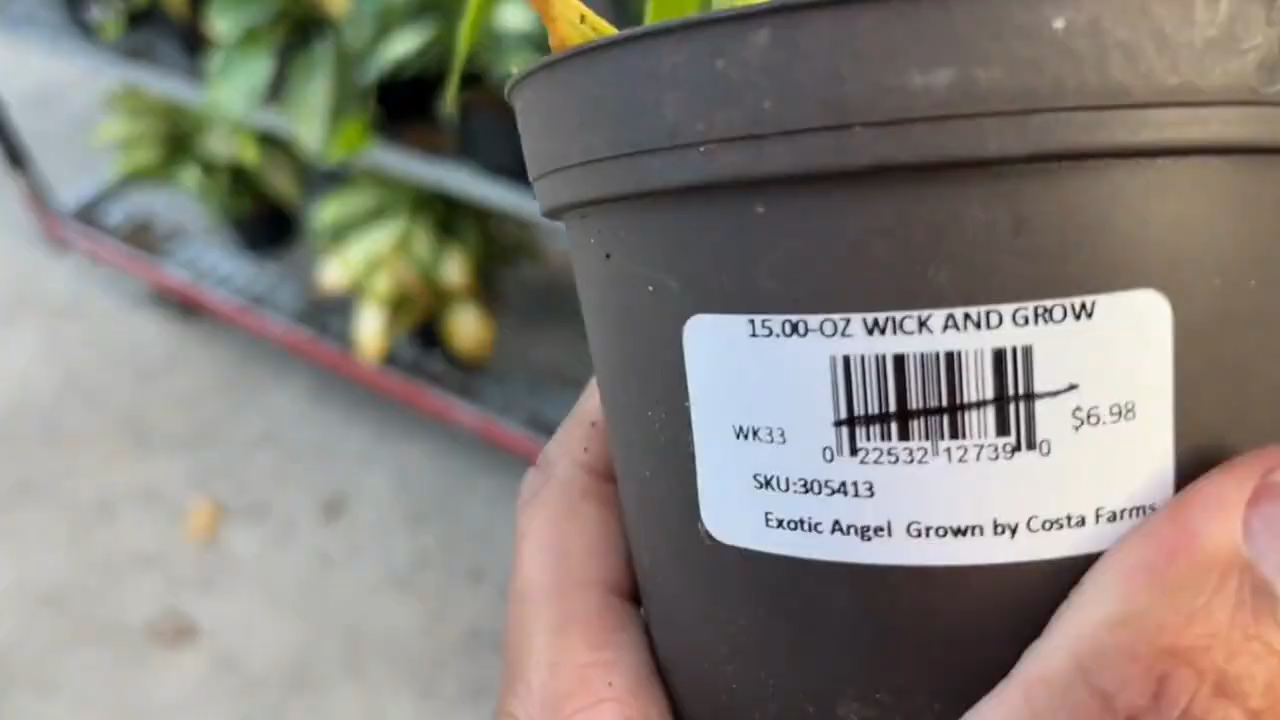 15.00-OZ WICK AND GROW
WK33
$6.98
0 22532 12739 0
SKU:305413
Exotic Angel Grown by Costa Farms